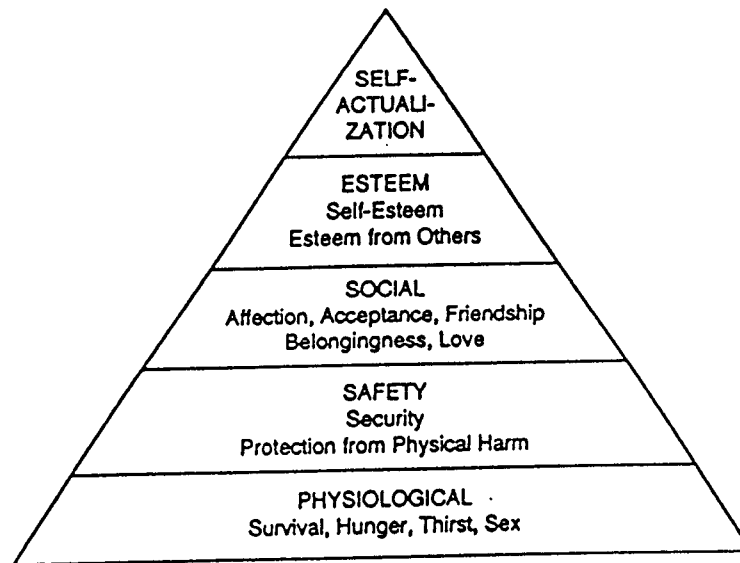 SELF-
ACTUALI-
ZATION
ESTEEM
Self-Esteem
Esteem from Others
SOCIAL
Affection, Acceptance, Friendship
Belongingness, Love
SAFETY
Security
Protection from Physical Harm
PHYSIOLOGICAL
Survival, Hunger, Thirst, Sex